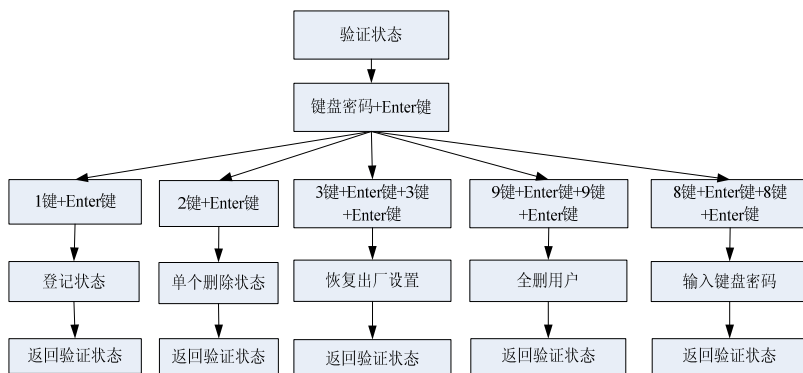 验证状态
键盘密码+Enter键
1键+Enter键
2键+Enter键
3键+Enter键+3键
+Enter键
9键+Enter键+9键
+Enter键
8键+Enter键+8键
+Enter键
登记状态
单个删除状态
恢复出厂设置
全删用户
输入键盘密码
返回验证状态
返回验证状态
返回验证状态
返回验证状态
返回验证状态